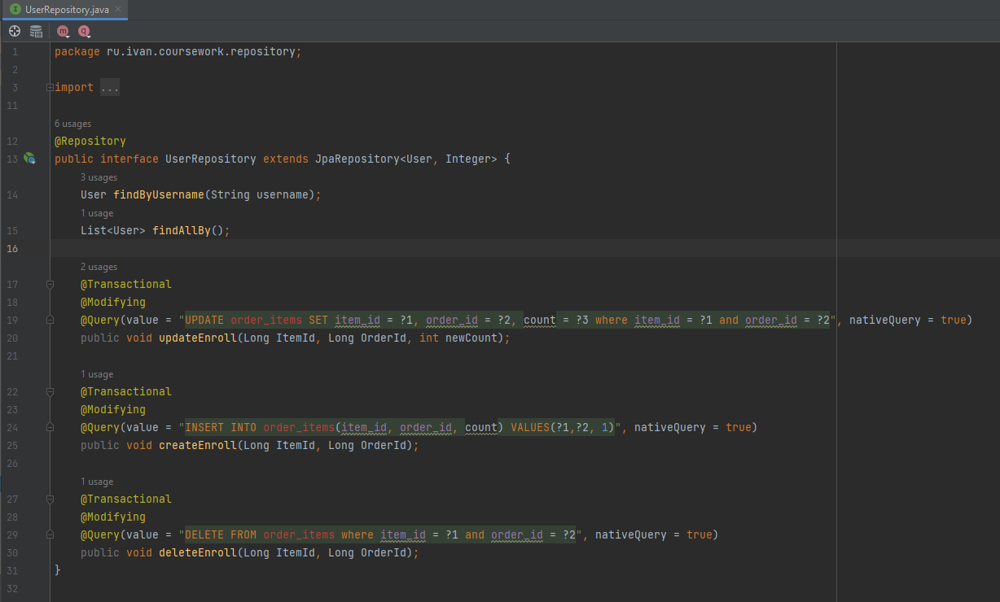 UserRepository.java
1 package ru.ivan.coursework.repository;
2
3 import ...
11
6 usages
12 @Repository
13 public interface UserRepository extends JpaRepository<User, Integer> {
3 usages
14 User findByUsername(String username);
1 usage
15 List<User> findAllBy();
16
2 usages
17 @Transactional
18 @Modifying
19 @Query(value = "UPDATE order_items SET item_id = ?1, order_id = ?2, count = ?3 where item_id = ?1 and order_id = ?2", nativeQuery = true)
20 public void updateEnroll(Long ItemId, Long OrderId, int newCount);
21
1 usage
22 @Transactional
23 @Modifying
24 @Query(value = "INSERT INTO order_items(item_id, order_id, count) VALUES(?1,?2, 1)", nativeQuery = true)
25 public void createEnroll(Long ItemId, Long OrderId);
26
1 usage
27 @Transactional
28 @Modifying
29 @Query(value = "DELETE FROM order_items where item_id = ?1 and order_id = ?2", nativeQuery = true)
30 public void deleteEnroll(Long ItemId, Long OrderId);
31 }
32